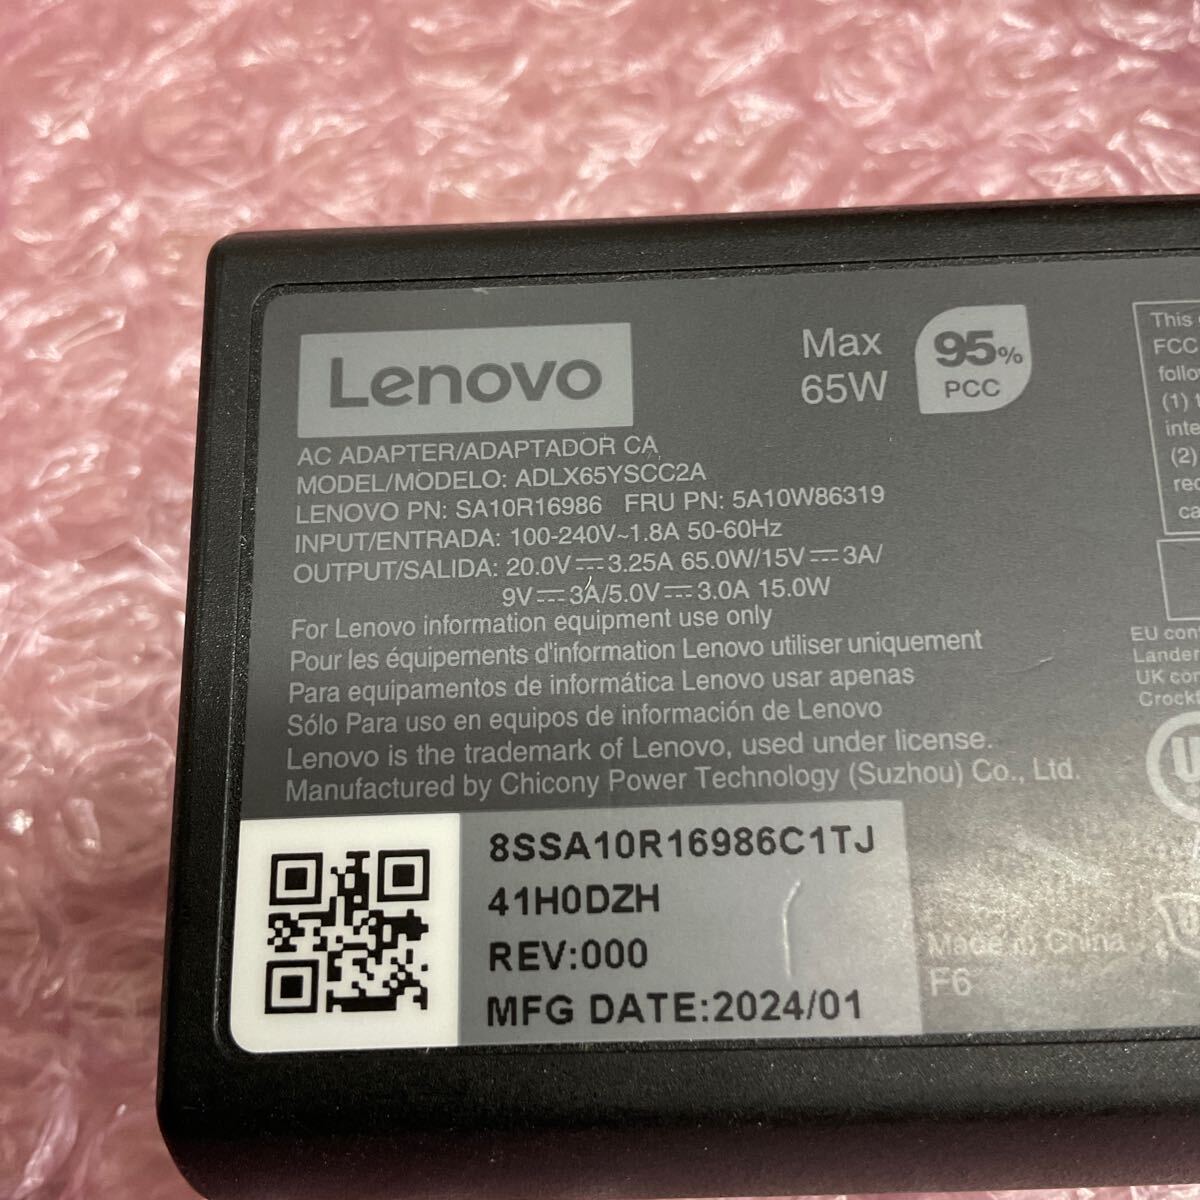 Lenovo
Max
65W
95%
PCC
AC ADAPTER/ADAPTADOR CA
MODEL/MODELO: ADLX65YSCC2A
LENOVO PN: SA10R16986 FRU PN: 5A10W86319
INPUT/ENTRADA: 100-240V~1.8A 50-60Hz
OUTPUT/SALIDA: 20.0V⎓3.25A 65.0W/15V⎓3A/
9V⎓3A/5.0V⎓3.0A 15.0W
For Lenovo information equipment use only
Pour les équipements d'information Lenovo utiliser uniquement
Para equipamentos de informática Lenovo usar apenas
Sólo Para uso en equipos de información de Lenovo
Lenovo is the trademark of Lenovo, used under license.
Manufactured by Chicony Power Technology (Suzhou) Co., Ltd.
8SSA10R16986C1TJ
41H0DZH
REV:000
MFG DATE:2024/01
Made in China
F6
This
FCC
(1)
(2)
EU
UK